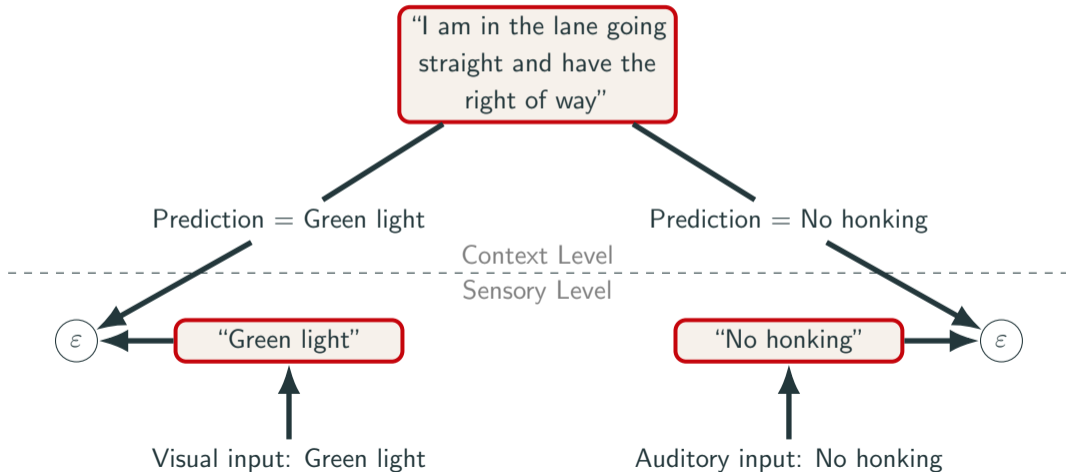 “I am in the lane going
straight and have the
right of way”
Prediction = Green light
Prediction = No honking
Context Level
Sensory Level
ε
“Green light”
“No honking”
ε
Visual input: Green light
Auditory input: No honking